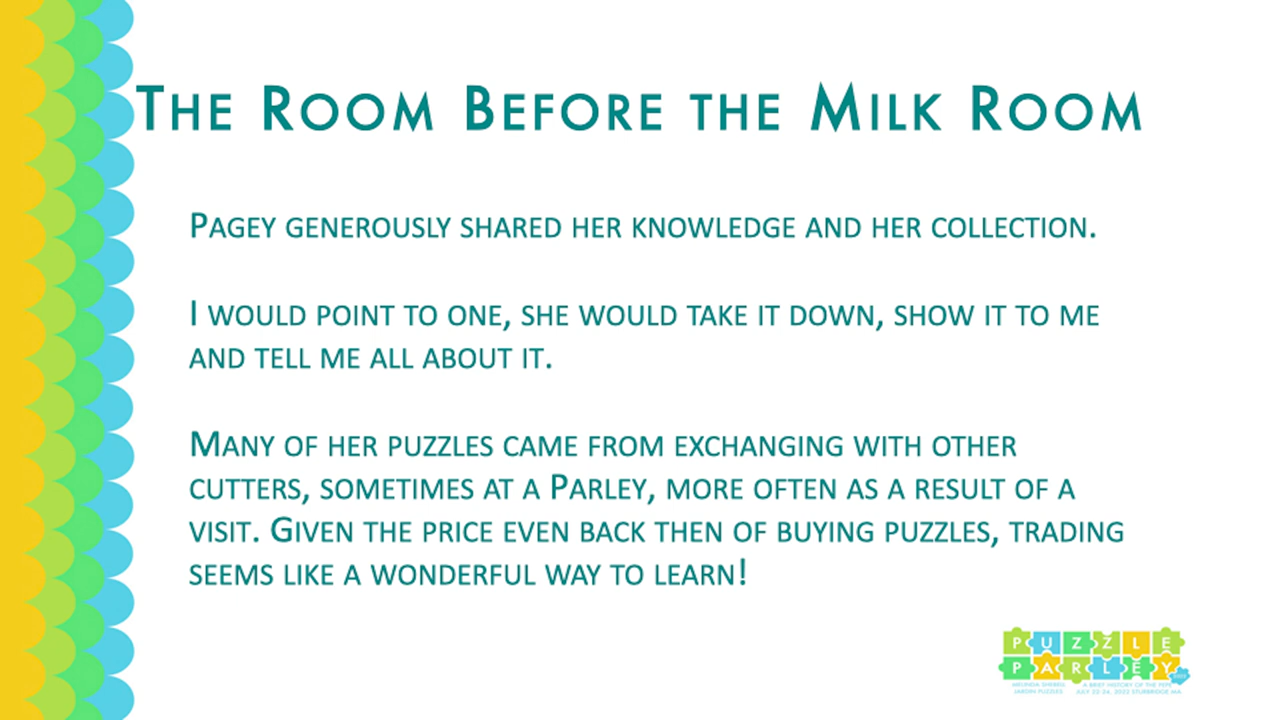 The Room Before the Milk Room
Pagey generously shared her knowledge and her collection.
I would point to one, she would take it down, show it to me
and tell me all about it.
Many of her puzzles came from exchanging with other
cutters, sometimes at a Parley, more often as a result of a
visit. Given the price even back then of buying puzzles, trading
seems like a wonderful way to learn!
PUZZLE
PARLEY